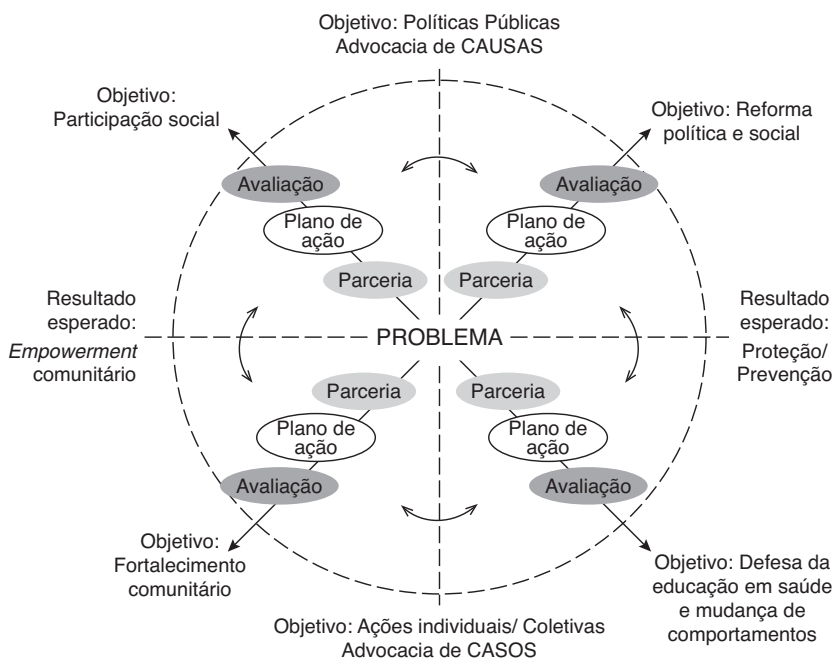 Objetivo: Políticas Públicas
Advocacia de CAUSAS
Objetivo:
Participação social
Objetivo: Reforma
política e social
Avaliação
Avaliação
Plano de
ação
Plano de
ação
Parceria
Parceria
Resultado
esperado:
Empowerment
comunitário
PROBLEMA
Resultado
esperado:
Proteção/
Prevenção
Parceria
Parceria
Plano de
ação
Plano de
ação
Avaliação
Avaliação
Objetivo:
Fortalecimento
comunitário
Objetivo: Defesa da
educação em saúde
e mudança de
comportamentos
Objetivo: Ações individuais/ Coletivas
Advocacia de CASOS